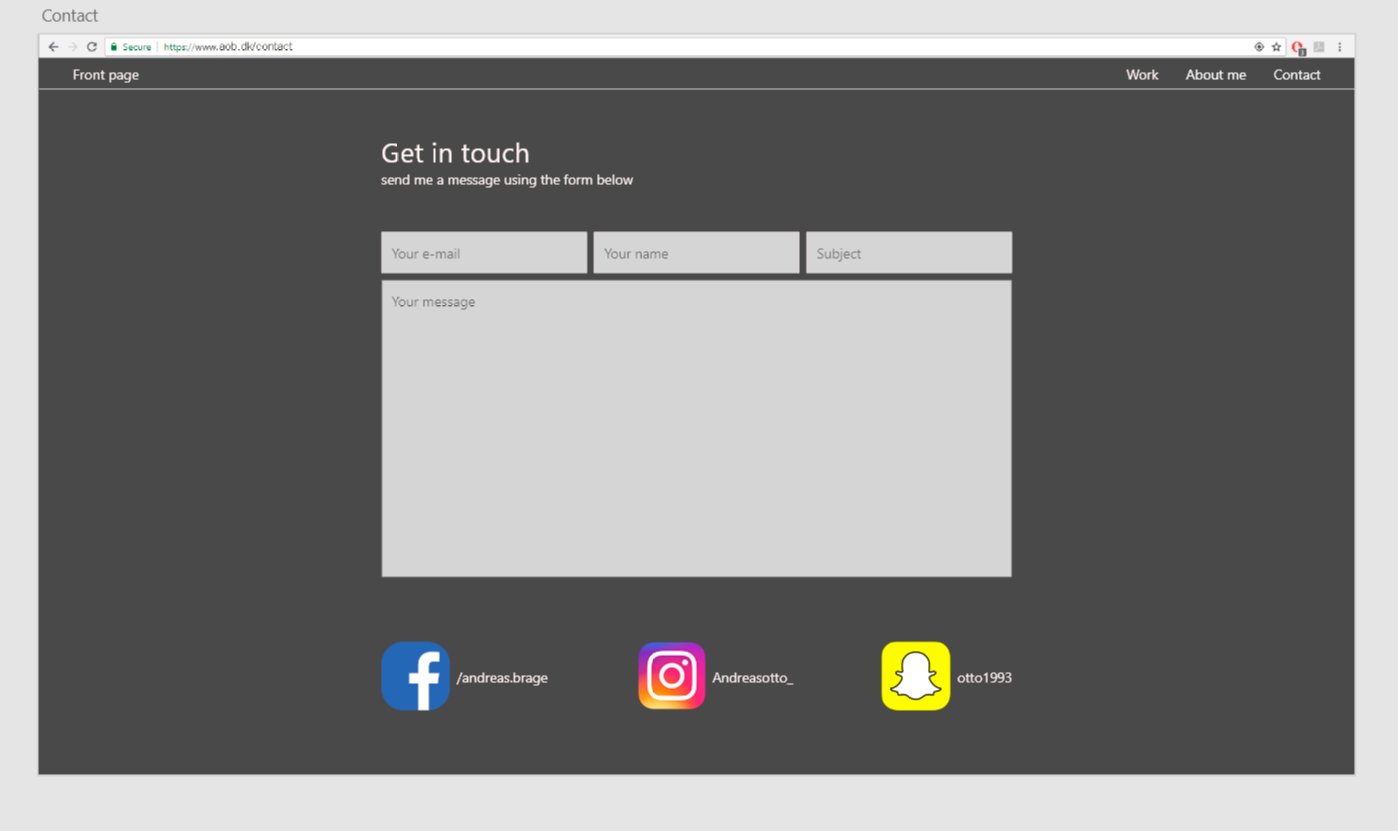 Contact
Secure https://www.aob.dk/contact
Front page Work About me Contact
Get in touch
send me a message using the form below
Your e-mail Your name Subject
Your message
/andreas.brage Andreasotto_ otto1993